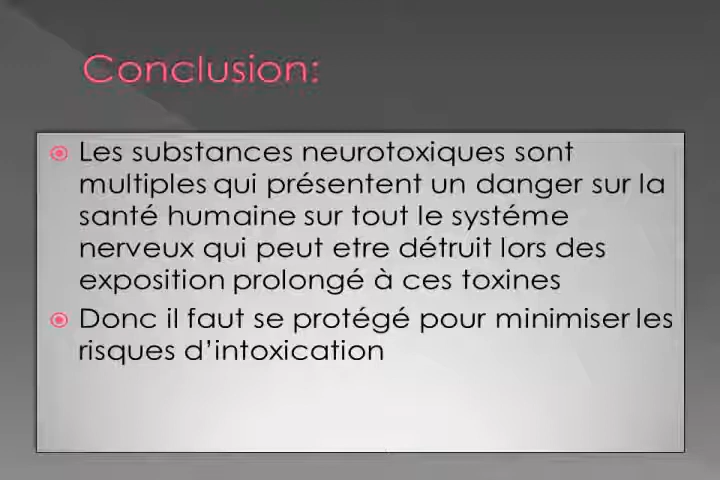 Conclusion:
Les substances neurotoxiques sont
multiples qui présentent un danger sur la
santé humaine sur tout le systéme
nerveux qui peut etre détruit lors des
exposition prolongé à ces toxines
Donc il faut se protégé pour minimiser les
risques d'intoxication